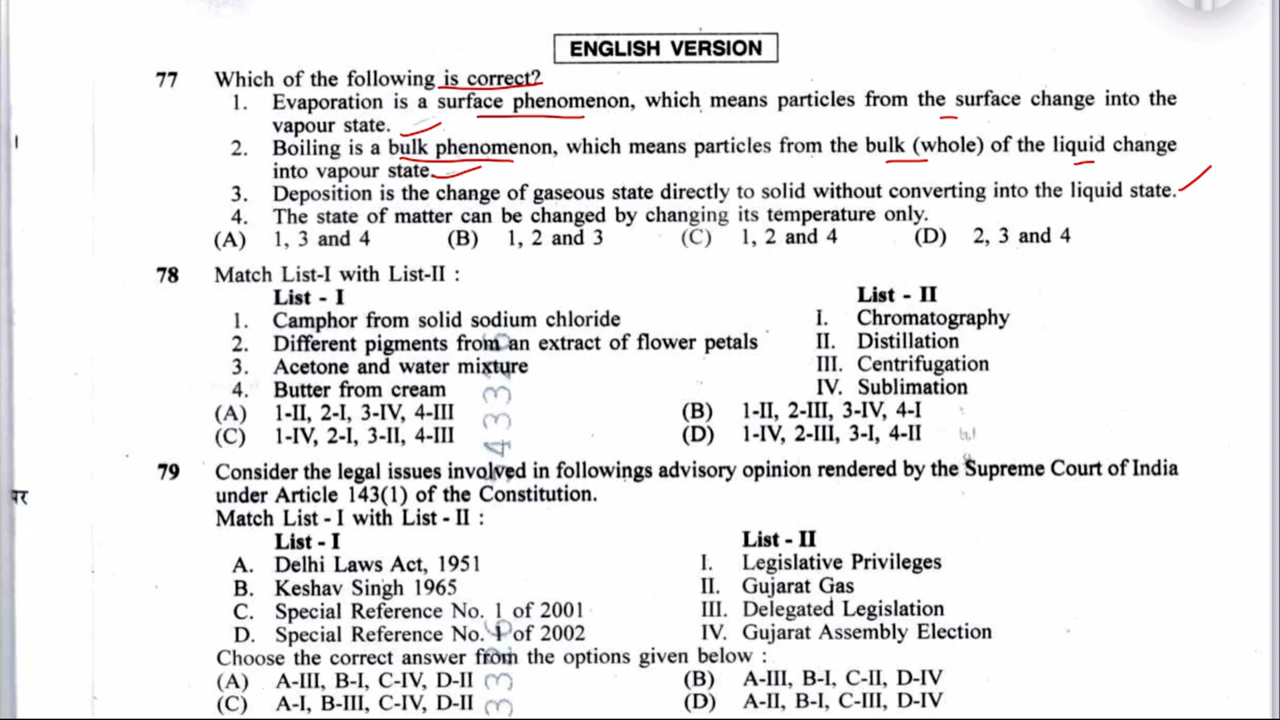 ENGLISH VERSION
77 Which of the following is correct?
1. Evaporation is a surface phenomenon, which means particles from the surface change into the
vapour state.
2. Boiling is a bulk phenomenon, which means particles from the bulk (whole) of the liquid change
into vapour state.
3. Deposition is the change of gaseous state directly to solid without converting into the liquid state.
4. The state of matter can be changed by changing its temperature only.
(A) 1, 3 and 4 (B) 1, 2 and 3 (C) 1, 2 and 4 (D) 2, 3 and 4
78 Match List-I with List-II :
List - I List - II
1. Camphor from solid sodium chloride I. Chromatography
2. Different pigments from an extract of flower petals II. Distillation
3. Acetone and water mixture III. Centrifugation
4. Butter from cream IV. Sublimation
(A) 1-II, 2-I, 3-IV, 4-III (B) 1-II, 2-III, 3-IV, 4-I
(C) 1-IV, 2-I, 3-II, 4-III (D) 1-IV, 2-III, 3-I, 4-II
79 Consider the legal issues involved in followings advisory opinion rendered by the Supreme Court of India
under Article 143(1) of the Constitution.
Match List - I with List - II :
List - I List - II
A. Delhi Laws Act, 1951 I. Legislative Privileges
B. Keshav Singh 1965 II. Gujarat Gas
C. Special Reference No. 1 of 2001 III. Delegated Legislation
D. Special Reference No. 1 of 2002 IV. Gujarat Assembly Election
Choose the correct answer from the options given below :
(A) A-III, B-I, C-IV, D-II (B) A-III, B-I, C-II, D-IV
(C) A-I, B-III, C-IV, D-II (D) A-II, B-I, C-III, D-IV